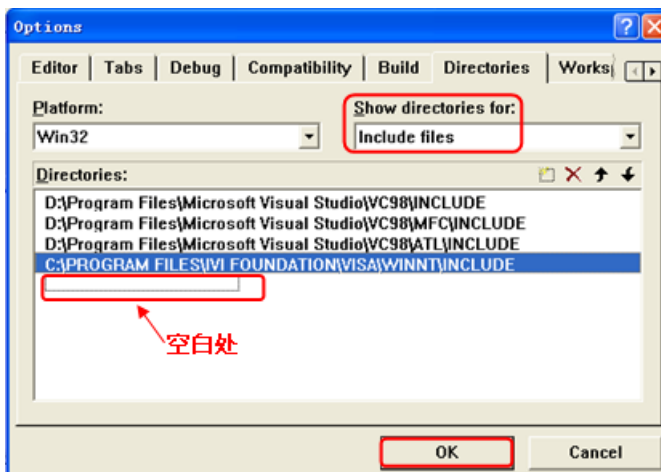 Options
Editor Tabs Debug Compatibility Build Directories Works
Platform: Show directories for:
Win32 Include files
Directories:
D:\Program Files\Microsoft Visual Studio\VC98\INCLUDE
D:\Program Files\Microsoft Visual Studio\VC98\MFC\INCLUDE
D:\Program Files\Microsoft Visual Studio\VC98\ATL\INCLUDE
C:\PROGRAM FILES\IVI FOUNDATION\VISA\WINNT\INCLUDE
空白处
OK Cancel